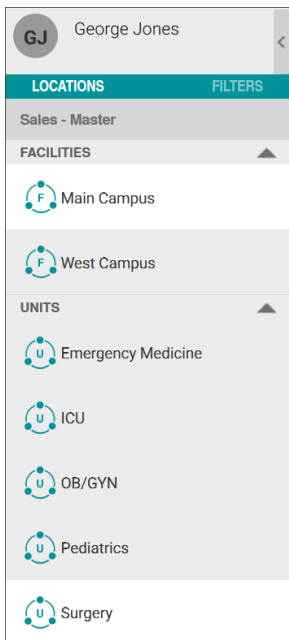 GJ George Jones
LOCATIONS FILTERS
Sales - Master
FACILITIES
F Main Campus
F West Campus
UNITS
U Emergency Medicine
U ICU
U OB/GYN
U Pediatrics
U Surgery